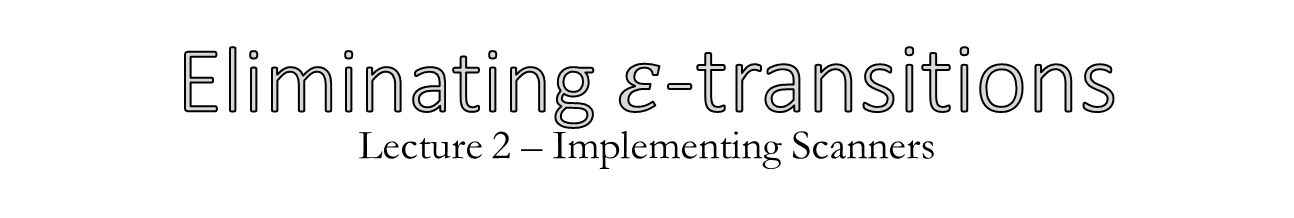 Eliminating ε-transitions
Lecture 2 – Implementing Scanners